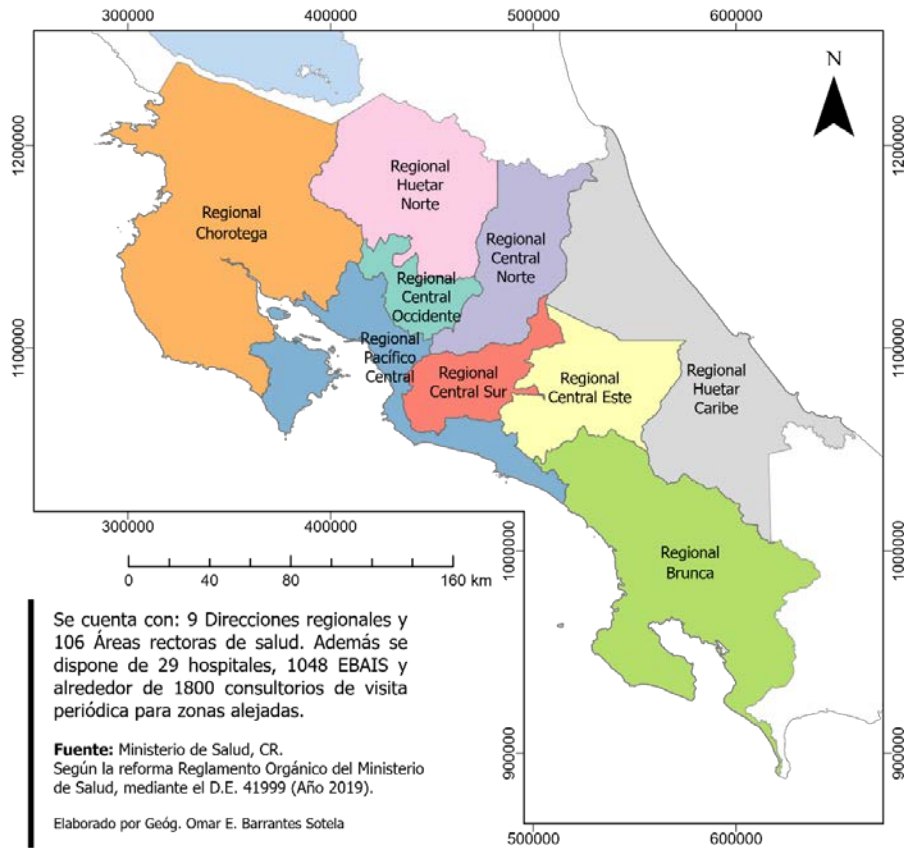 300000 400000 500000 600000
N
1200000 1200000
Regional
Huetar
Norte
Regional
Chorotega
Regional
Central
Norte
Regional
Central
Occidente
1100000 1100000
Regional
Pacífico
Central
Regional
Central Sur
Regional
Central Este
Regional
Huetar
Caribe
300000 400000
1000000 1000000
Regional
Brunca
0 40 80 160 km
Se cuenta con: 9 Direcciones regionales y
106 Áreas rectoras de salud. Además se
dispone de 29 hospitales, 1048 EBAIS y
alrededor de 1800 consultorios de visita
periódica para zonas alejadas.
Fuente: Ministerio de Salud, CR.
Según la reforma Reglamento Orgánico del Ministerio
de Salud, mediante el D.E. 41999 (Año 2019).
Elaborado por Geóg. Omar E. Barrantes Sotela
900000 900000
500000 600000